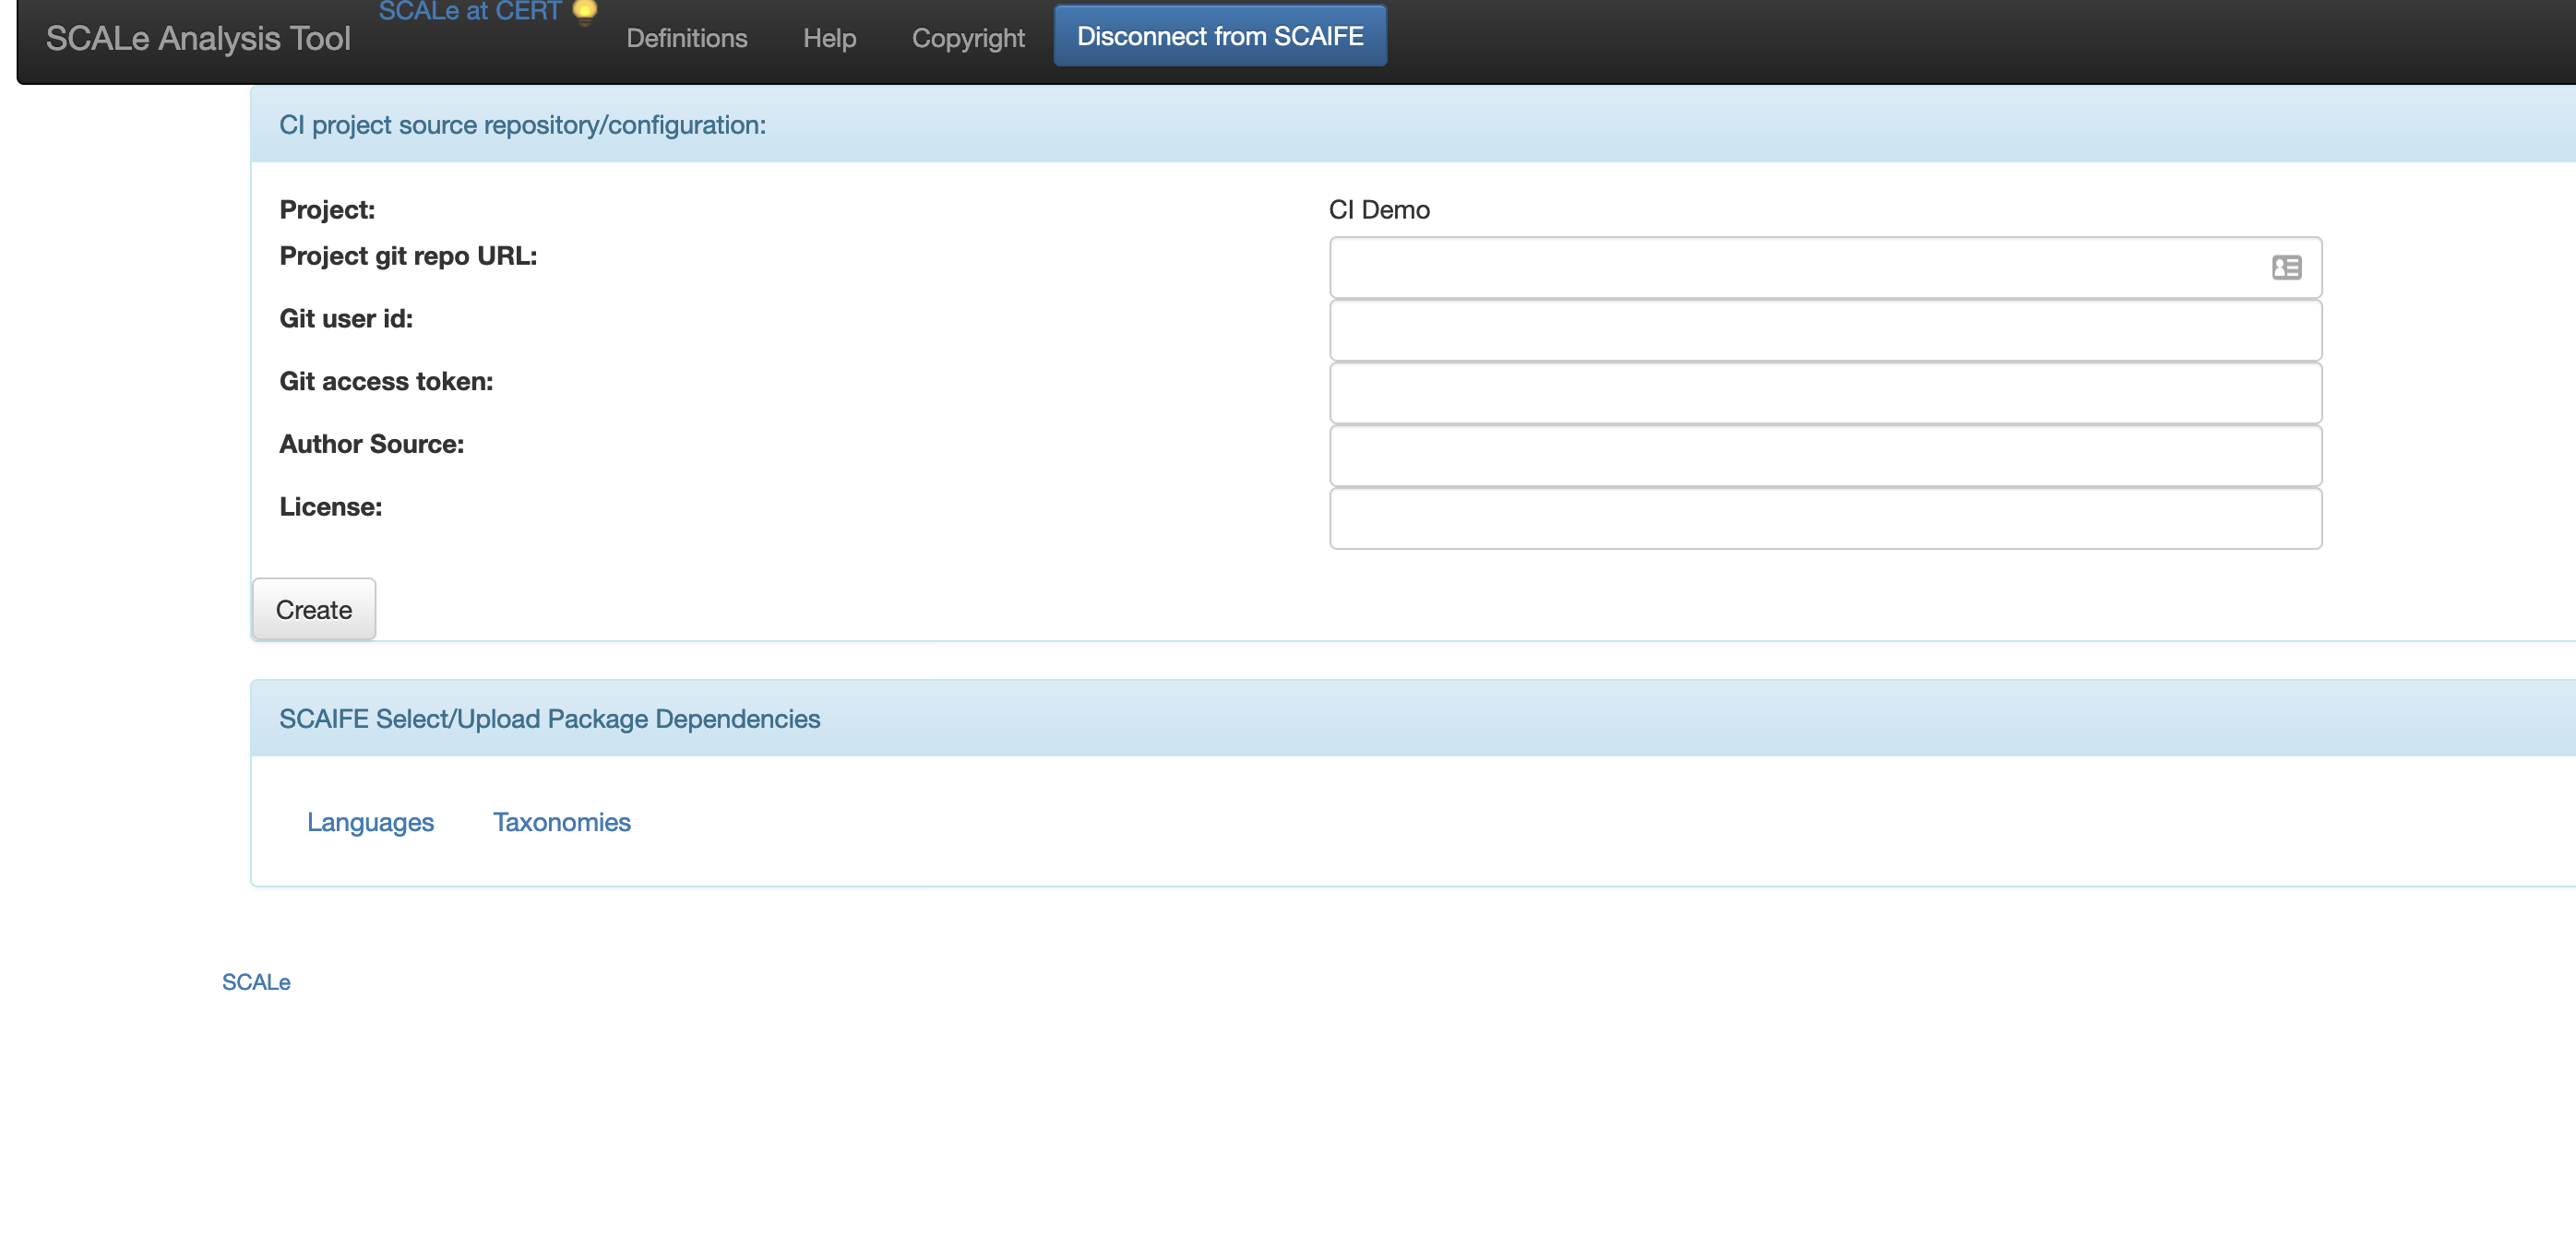 SCALe Analysis Tool SCALe at CERT Definitions Help Copyright Disconnect from SCAIFE
CI project source repository/configuration:
Project: CI Demo
Project git repo URL:
Git user id:
Git access token:
Author Source:
License:
Create
SCAIFE Select/Upload Package Dependencies
Languages Taxonomies
SCALe